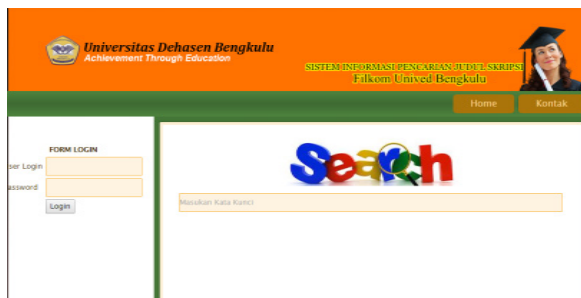 Universitas Dehasen Bengkulu
Achievement Through Education
SISTEM INFORMASI PENCARIAN JUDUL SKRIPSI
Filkom Unived Bengkulu
Home Kontak
FORM LOGIN
ser Login
assword
Login
Search
Masukan Kata Kunci